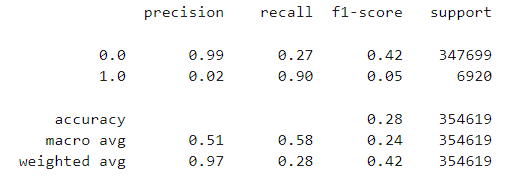 precision recall f1-score support
0.0 0.99 0.27 0.42 347699
1.0 0.02 0.90 0.05 6920
accuracy 0.28 354619
macro avg 0.51 0.58 0.24 354619
weighted avg 0.97 0.28 0.42 354619